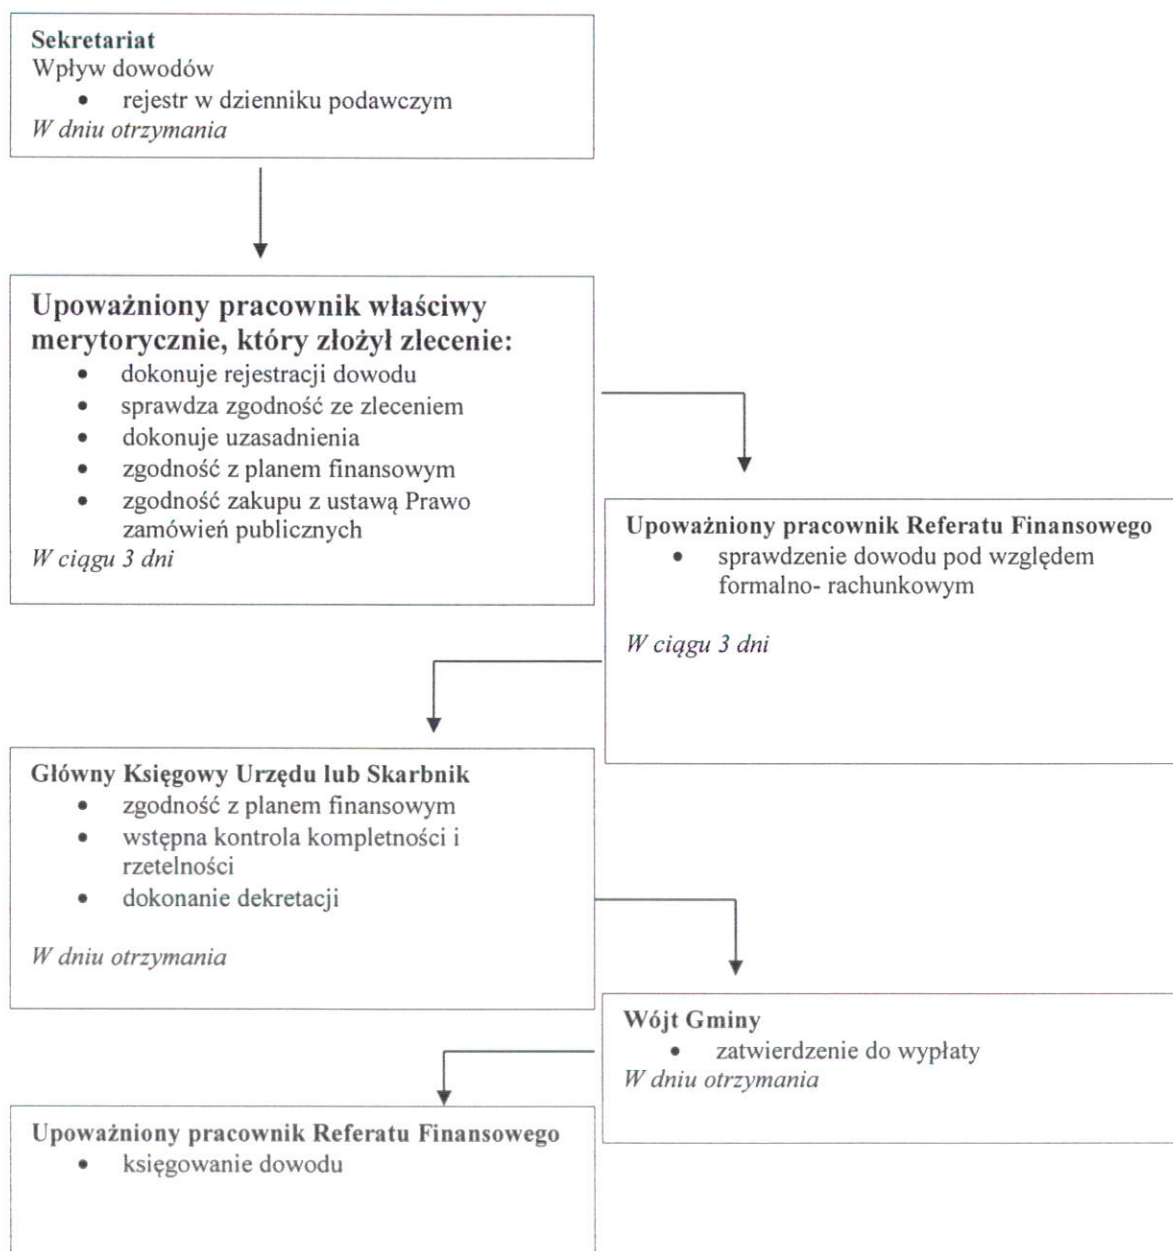 Sekretariat
Wpływ dowodów
• rejestr w dzienniku podawczym
W dniu otrzymania
Upoważniony pracownik właściwy
merytorycznie, który złożył zlecenie:
• dokonuje rejestracji dowodu
• sprawdza zgodność ze zleceniem
• dokonuje uzasadnienia
• zgodność z planem finansowym
• zgodność zakupu z ustawą Prawo
zamówień publicznych
W ciągu 3 dni
Upoważniony pracownik Referatu Finansowego
• sprawdzenie dowodu pod względem
formalno- rachunkowym
W ciągu 3 dni
Główny Księgowy Urzędu lub Skarbnik
• zgodność z planem finansowym
• wstępna kontrola kompletności i
rzetelności
• dokonanie dekretacji
W dniu otrzymania
Wójt Gminy
• zatwierdzenie do wypłaty
W dniu otrzymania
Upoważniony pracownik Referatu Finansowego
• księgowanie dowodu